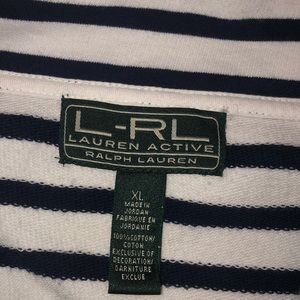 L-RL
LAUREN ACTIVE
RALPH LAUREN
XL
MADE IN
JORDAN
FABRIQUE EN
JORDANIE
100% COTTON/
COTON
EXCLUSIVE OF
DECORATION/
GARNITURE
EXCLUE